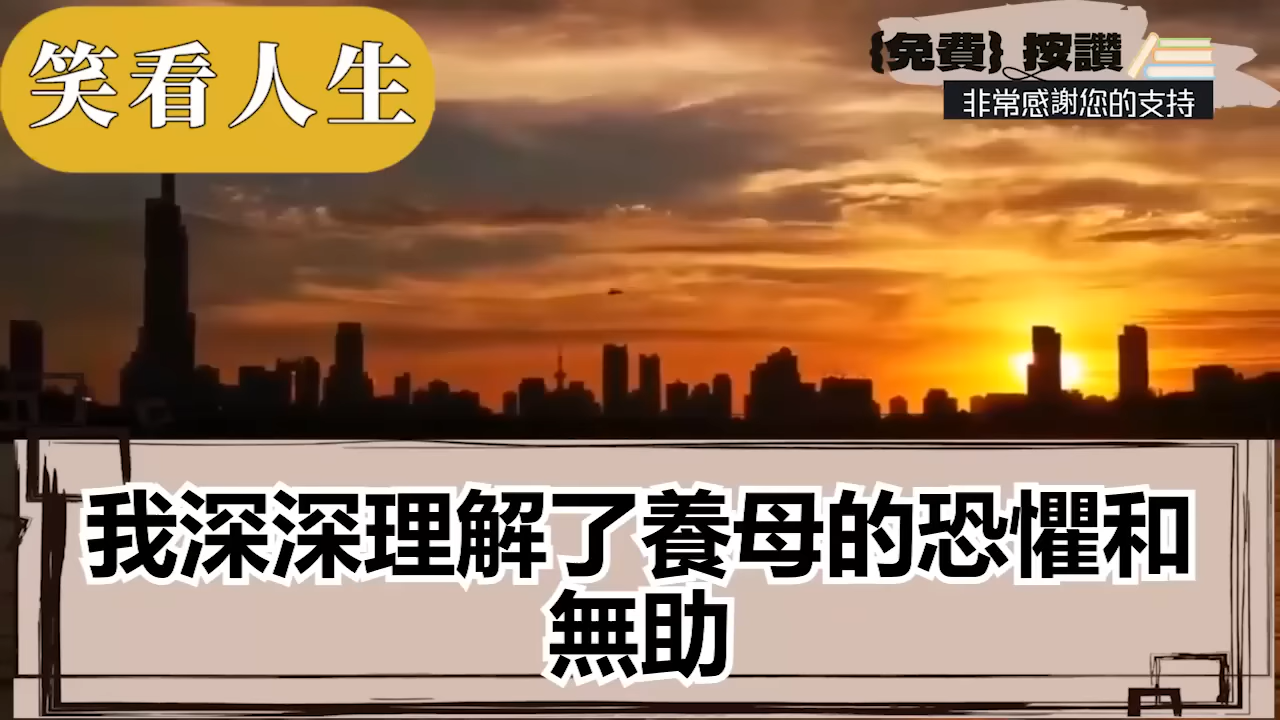 笑看人生
{免費} 按讚
非常感謝您的支持
我深深理解了養母的恐懼和
無助